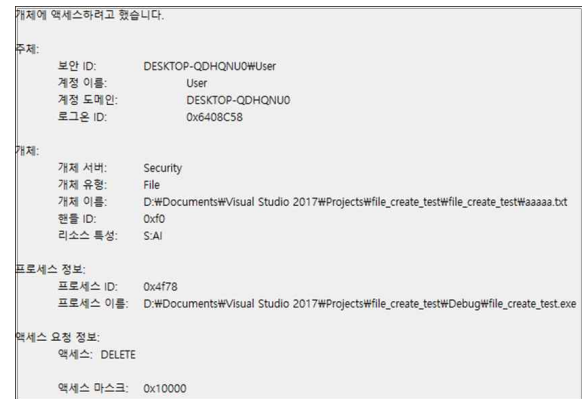 개체에 액세스하려고 했습니다.
주체:
보안 ID: DESKTOP-QDHQNU0₩User
계정 이름: User
계정 도메인: DESKTOP-QDHQNU0
로그온 ID: 0x6408C58
개체:
개체 서버: Security
개체 유형: File
개체 이름: D:₩Documents₩Visual Studio 2017₩Projects₩file_create_test₩file_create_test₩aaaaa.txt
핸들 ID: 0xf0
리소스 특성: S:AI
프로세스 정보:
프로세스 ID: 0x4f78
프로세스 이름: D:₩Documents₩Visual Studio 2017₩Projects₩file_create_test₩Debug₩file_create_test.exe
액세스 요청 정보:
액세스: DELETE
액세스 마스크: 0x10000